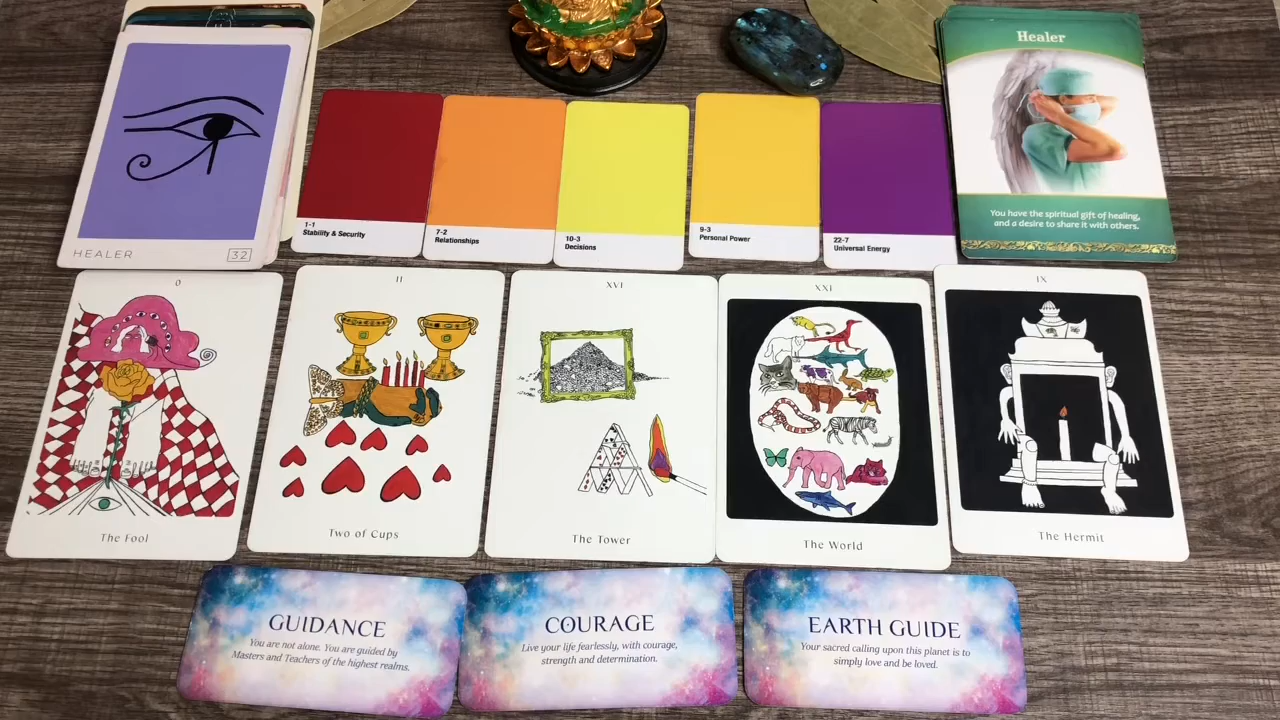 HEALER 32
1-1
Stability & Security
7-2
Relationships
10-3
Decisions
9-3
Personal Power
22-7
Universal Energy
Healer
You have the spiritual gift of healing,
and a desire to share it with others.
0
The Fool
II
Two of Cups
XVI
The Tower
XXI
The World
IX
The Hermit
GUIDANCE
You are not alone. You are guided by
Masters and Teachers of the highest realms.
COURAGE
Live your life fearlessly, with courage,
strength and determination.
EARTH GUIDE
Your sacred calling upon this planet is to
simply love and be loved.